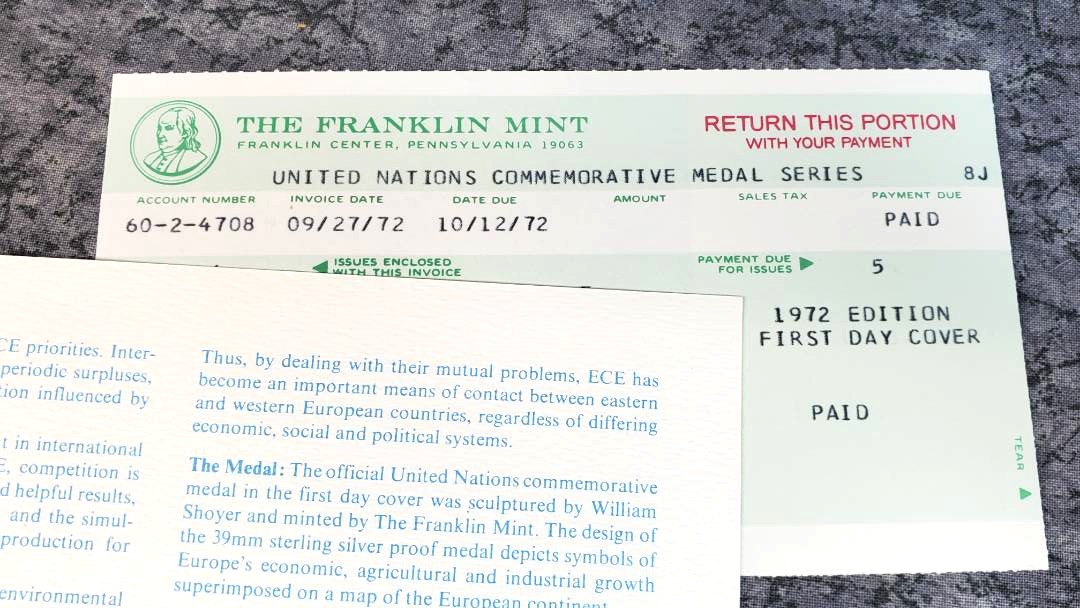 THE FRANKLIN MINT
FRANKLIN CENTER, PENNSYLVANIA 19063
RETURN THIS PORTION
WITH YOUR PAYMENT
UNITED NATIONS COMMEMORATIVE MEDAL SERIES 8J
ACCOUNT NUMBER INVOICE DATE DATE DUE AMOUNT SALES TAX PAYMENT DUE
60-2-4708 09/27/72 10/12/72 PAID
ISSUES ENCLOSED
WITH THIS INVOICE
PAYMENT DUE
FOR ISSUES
5
1972 EDITION
FIRST DAY COVER
PAID
TEAR
CE priorities. Inter-
periodic surpluses,
tion influenced by
t in international
E, competition is
d helpful results,
and the simul-
production for
environmental
Thus, by dealing with their mutual problems, ECE has
become an important means of contact between eastern
and western European countries, regardless of differing
economic, social and political systems.
The Medal: The official United Nations commemorative
medal in the first day cover was sculptured by William
Shoyer and minted by The Franklin Mint. The design of
the 39mm sterling silver proof medal depicts symbols of
Europe's economic, agricultural and industrial growth
superimposed on a map of the European continent